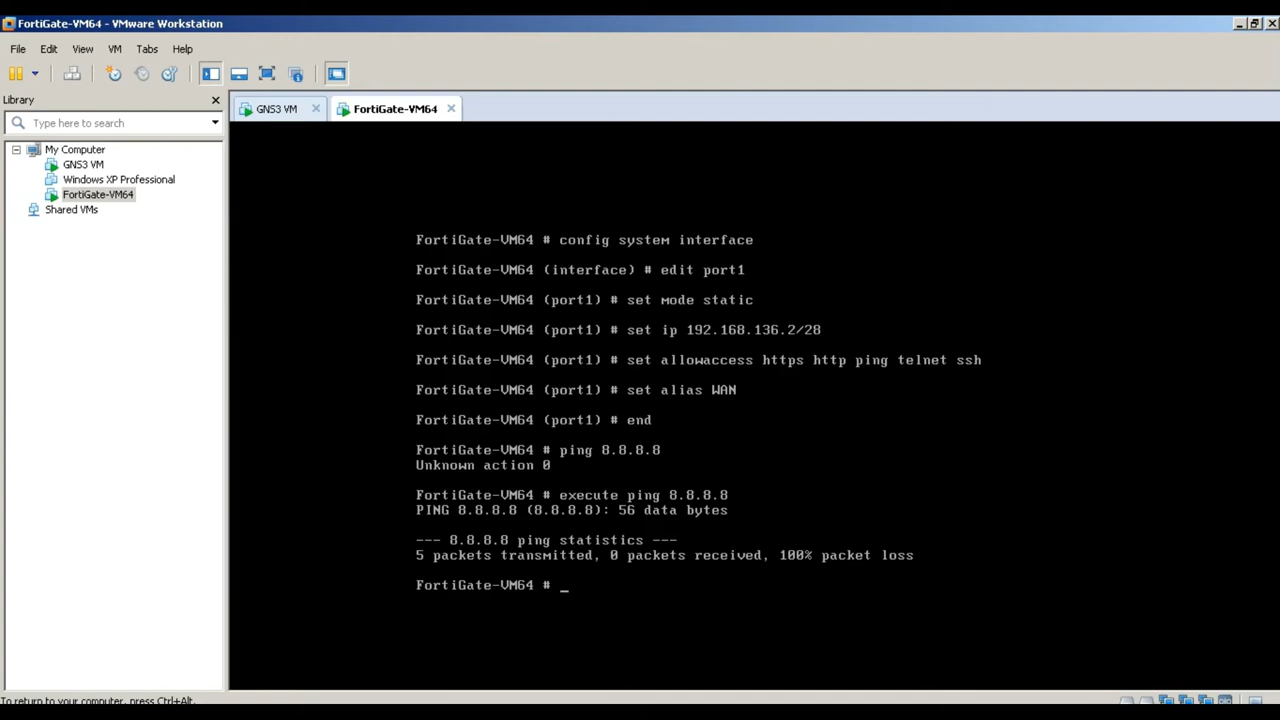 FortiGate-VM64 - VMware Workstation
File Edit View VM Tabs Help
Library
Type here to search
My Computer
GNS3 VM
Windows XP Professional
FortiGate-VM64
Shared VMs
GNS3 VM FortiGate-VM64
FortiGate-VM64 # config system interface
FortiGate-VM64 (interface) # edit port1
FortiGate-VM64 (port1) # set mode static
FortiGate-VM64 (port1) # set ip 192.168.136.2/28
FortiGate-VM64 (port1) # set allowaccess https http ping telnet ssh
FortiGate-VM64 (port1) # set alias WAN
FortiGate-VM64 (port1) # end
FortiGate-VM64 # ping 8.8.8.8
Unknown action 0
FortiGate-VM64 # execute ping 8.8.8.8
PING 8.8.8.8 (8.8.8.8): 56 data bytes
--- 8.8.8.8 ping statistics ---
5 packets transmitted, 0 packets received, 100% packet loss
FortiGate-VM64 # _
To return to your computer, press Ctrl+Alt.